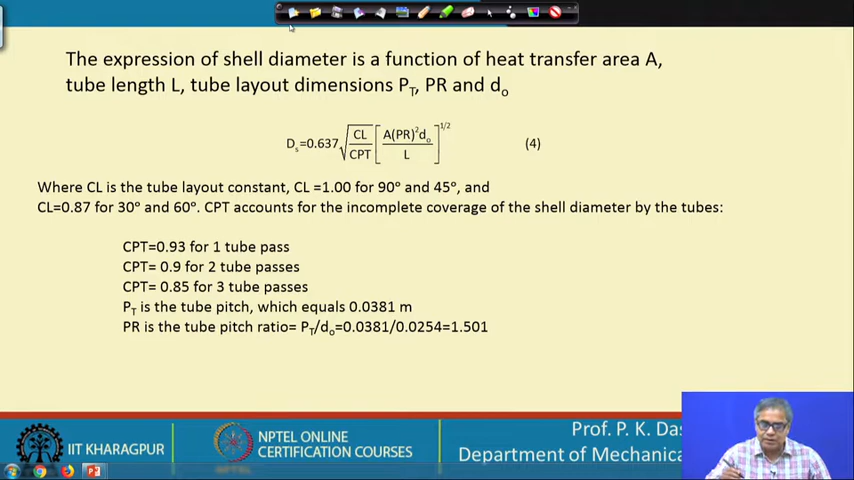 The expression of shell diameter is a function of heat transfer area A,
tube length L, tube layout dimensions P_T, PR and d_o
D_s=0.637√(CL/CPT)[A(PR)²d_o/L]^1/2 (4)
Where CL is the tube layout constant, CL =1.00 for 90° and 45°, and
CL=0.87 for 30° and 60°. CPT accounts for the incomplete coverage of the shell diameter by the tubes:
CPT=0.93 for 1 tube pass
CPT= 0.9 for 2 tube passes
CPT= 0.85 for 3 tube passes
P_T is the tube pitch, which equals 0.0381 m
PR is the tube pitch ratio= P_T/d_o=0.0381/0.0254=1.501
IIT KHARAGPUR
NPTEL ONLINE
CERTIFICATION COURSES
Prof. P. K. Das
Department of Mechanica